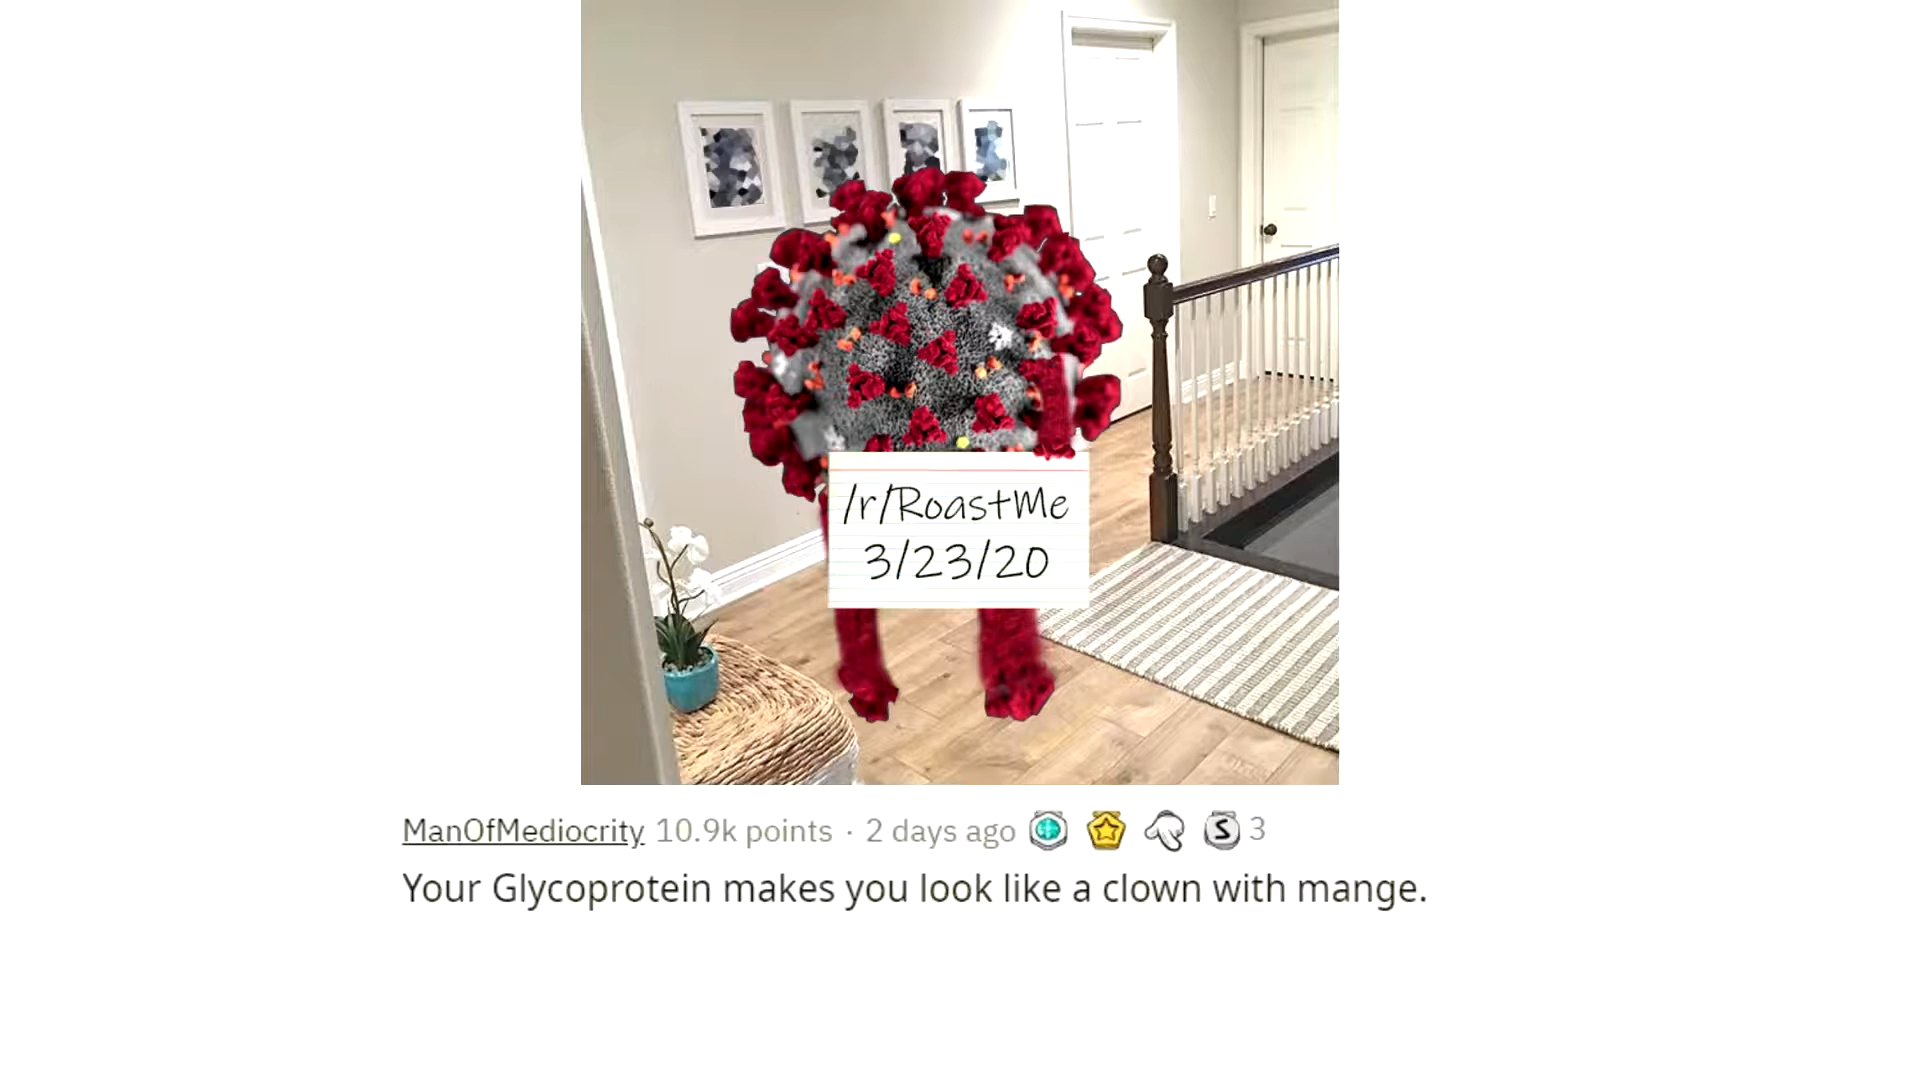 /r/RoastMe
3/23/20
ManOfMediocrity 10.9k points · 2 days ago S 3
Your Glycoprotein makes you look like a clown with mange.